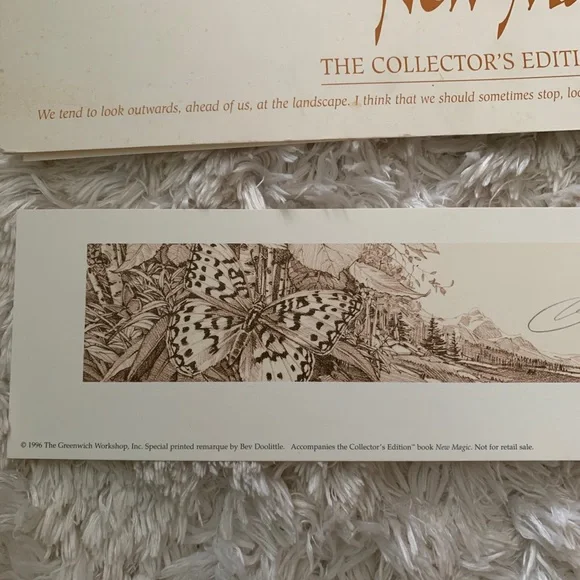 New
THE COLLECTOR'S EDITI
We tend to look outwards, ahead of us, at the landscape. I think that we should sometimes stop, loo
© 1996 The Greenwich Workshop, Inc. Special printed remarque by Bev Doolittle. Accompanies the Collector's Edition™ book New Magic. Not for retail sale.